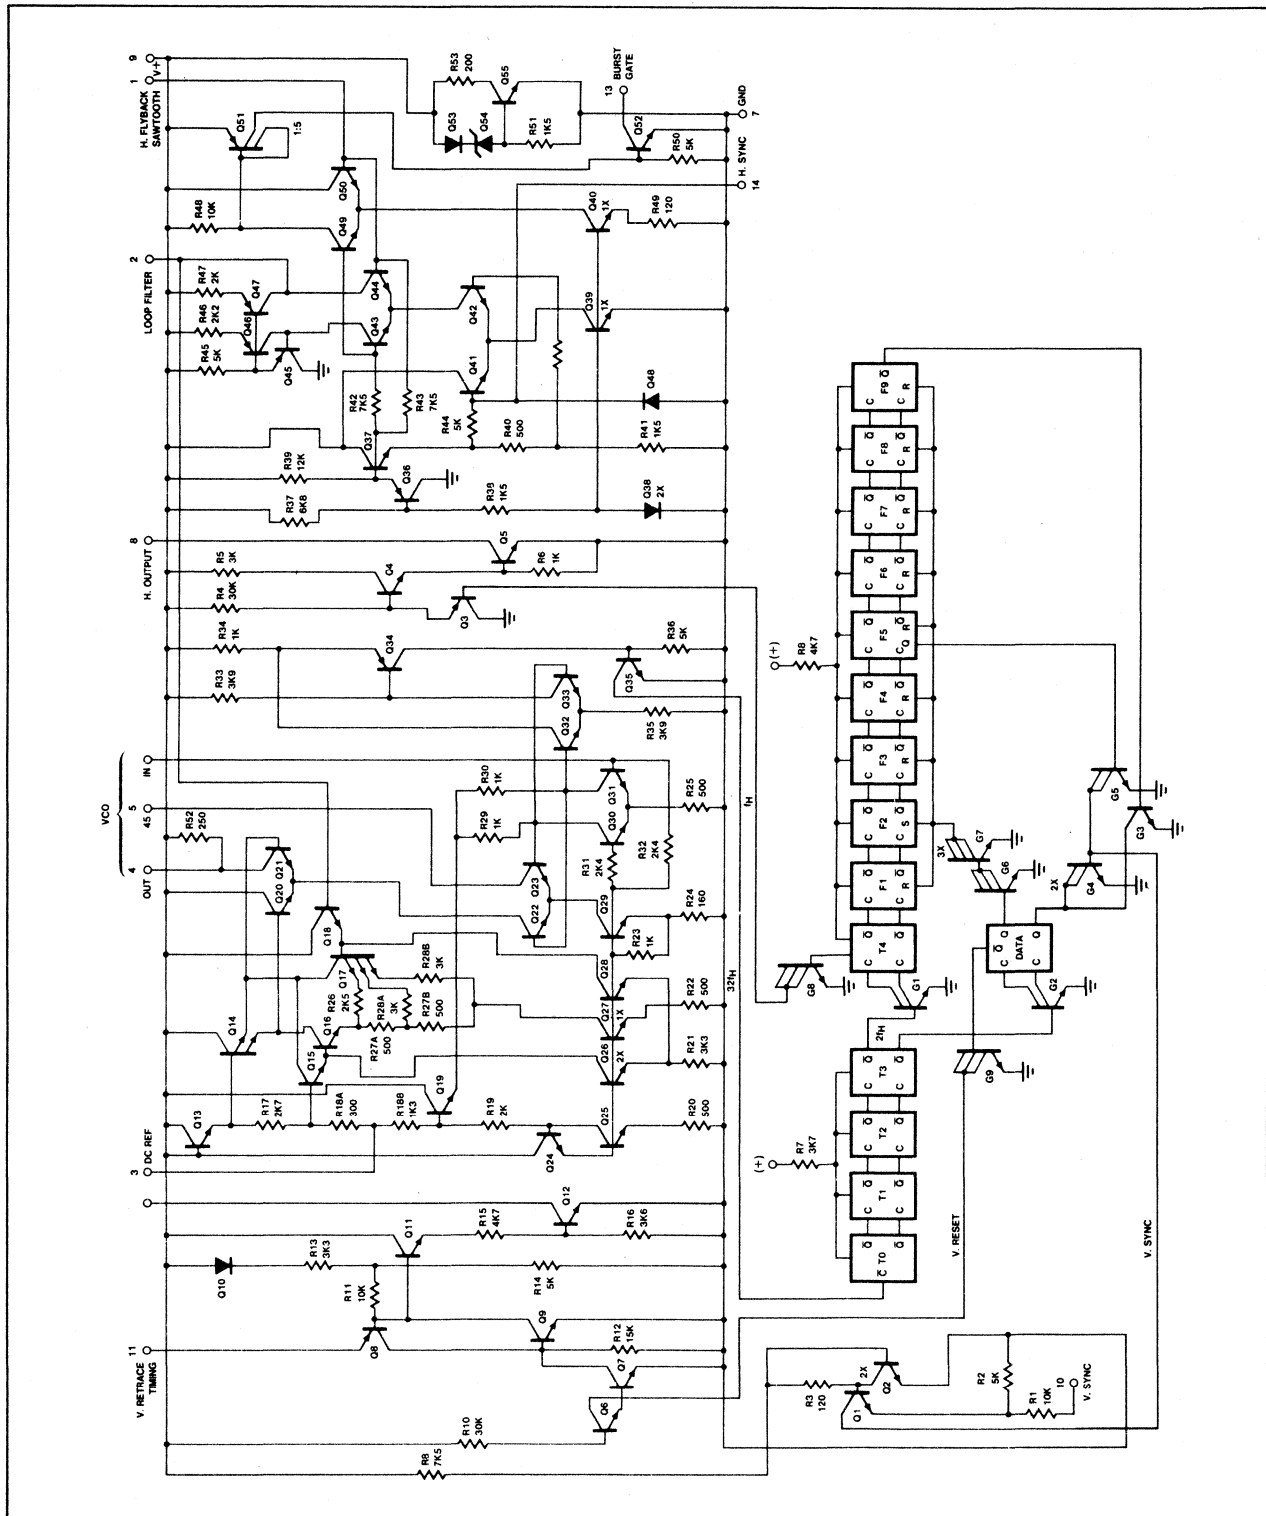 H. FLYBACK
SAWTOOTH
V+
9
1
Q51
1:5
R53
200
Q53
Q54
Q55
R51
1K5
13 BURST
GATE
Q52
R50
5K
7 GND
14 H. SYNC
R48
10K
Q49
Q50
Q40
1X
R49
120
LOOP FILTER
2
R47
2K
R46
2K2
R45
5K
Q46
Q47
Q45
Q43
Q44
Q41
Q42
Q39
1X
R42
7K5
R43
7K5
R44
5K
Q48
R39
12K
Q37
R40
500
R41
1K5
R37
6K8
Q36
R38
1K5
Q38
2X
H. OUTPUT
8
R5
3K
R4
30K
Q4
Q5
R6
1K
Q3
R34
1K
R33
3K9
Q34
Q35
R36
5K
Q32
Q33
R35
3K9
VCO
IN
5
45
4
OUT
R52
250
R30
1K
R29
1K
Q30
Q31
R25
500
R31
2K4
R32
2K4
Q20
Q21
Q22
Q23
Q29
R24
160
R23
1K
Q18
Q17
R28B
3K
R26
2K5
R28A
3K
R27B
500
R27A
500
Q28
Q27
1X
R22
500
Q14
Q16
Q15
Q26
2X
R21
3K3
Q19
Q13
R17
2K7
R18A
300
R18B
1K3
R19
2K
Q24
Q25
R20
500
DC REF
3
Q12
R15
4K7
R16
3K6
Q11
Q10
R13
3K3
R11
10K
R14
5K
V. RETRACE
TIMING
11
Q8
Q9
R12
15K
Q7
Q6
R10
30K
R8
7K5
fH
32fH
(+)
R8
4K7
C Q̅ F9 C R
C Q̅ F8 C R
C Q̅ F7 C R
C Q̅ F6 C R
C Q̅ F5 C Q R
C Q̅ F4 C R
C Q̅ F3 C R
C Q̅ F2 C S
C Q̅ F1 C R
C Q̅ T4 C Q
G8
G1
3X
G7
G6
G5
G3
2X
G4
C Q̅
DATA
C Q
G2
G9
2fH
T3
T2
T1
T0
(+)
R7
3K7
V. RESET
V. SYNC
R3
120
2X
Q2
Q1
R2
5K
R1
10K
10
V. SYNC